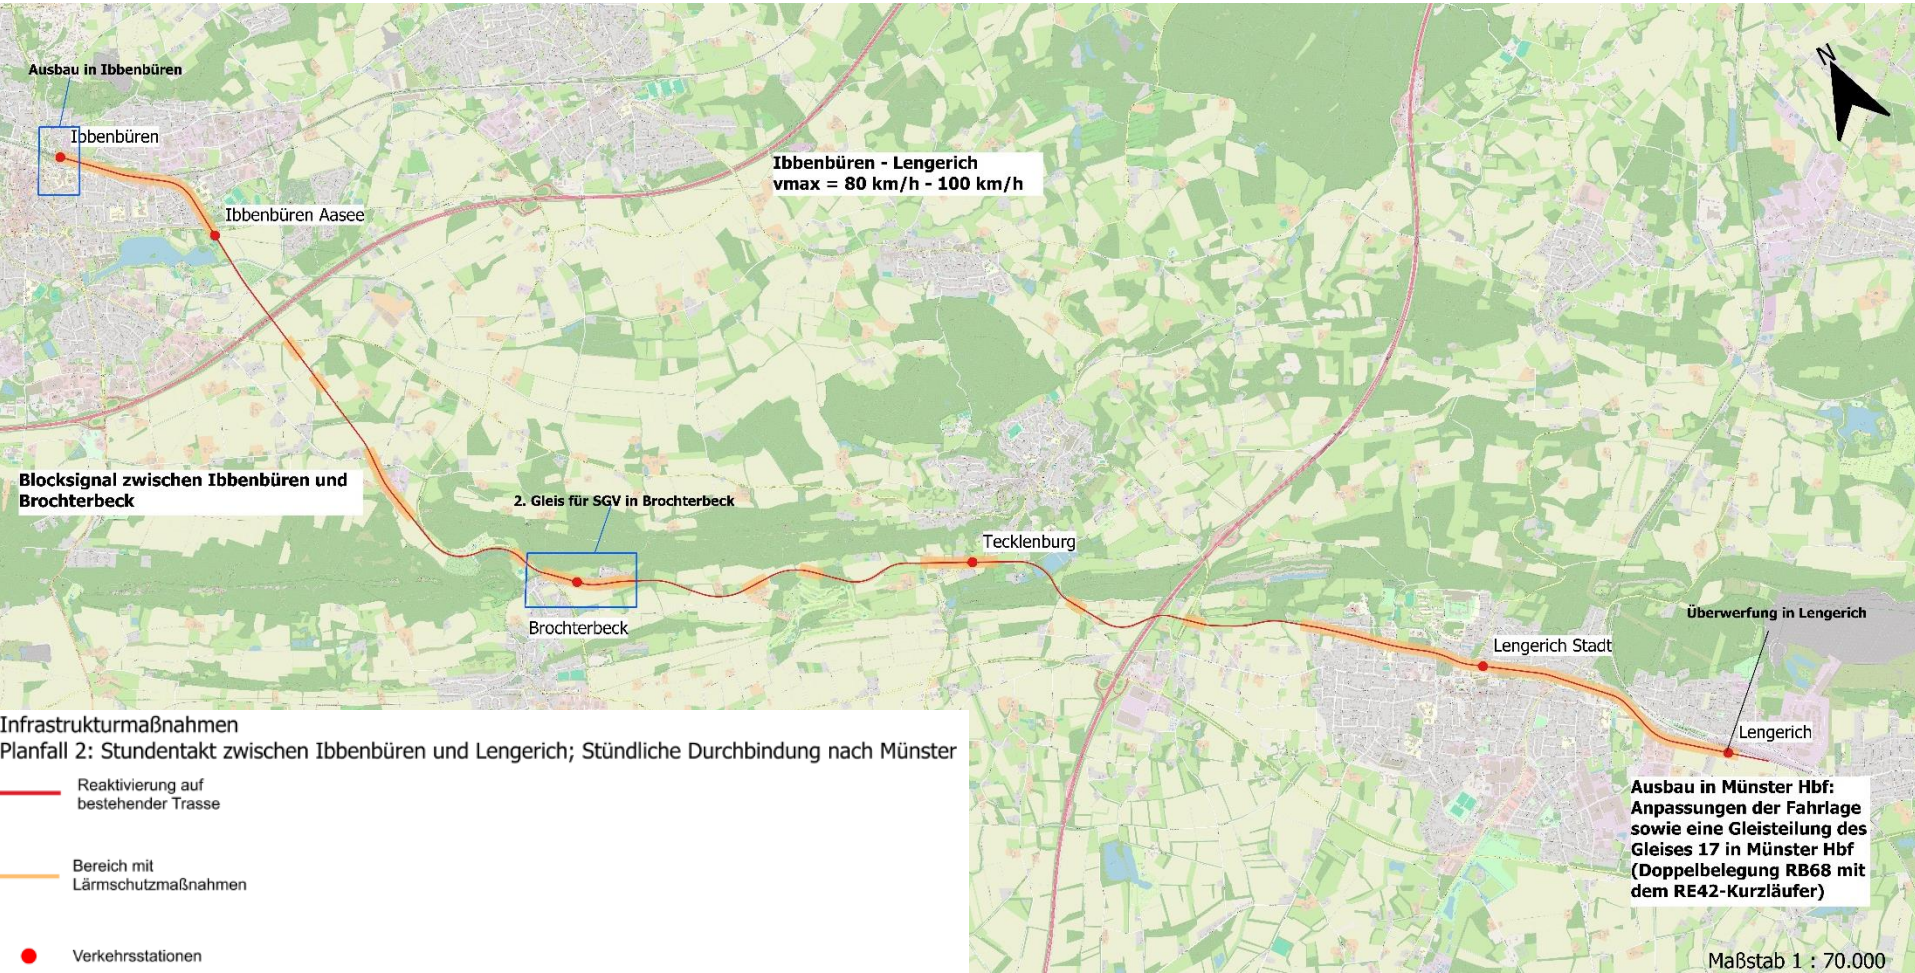 N
Ausbau in Ibbenbüren
Ibbenbüren
Ibbenbüren - Lengerich
vmax = 80 km/h - 100 km/h
Ibbenbüren Aasee
Blocksignal zwischen Ibbenbüren und
Brochterbeck
2. Gleis für SGV in Brochterbeck
Tecklenburg
Brochterbeck
Überwerfung in Lengerich
Lengerich Stadt
Lengerich
Infrastrukturmaßnahmen
Planfall 2: Stundentakt zwischen Ibbenbüren und Lengerich; Stündliche Durchbindung nach Münster
Reaktivierung auf
bestehender Trasse
Bereich mit
Lärmschutzmaßnahmen
Verkehrsstationen
Ausbau in Münster Hbf:
Anpassungen der Fahrlage
sowie eine Gleisteilung des
Gleises 17 in Münster Hbf
(Doppelbelegung RB68 mit
dem RE42-Kurzläufer)
Maßstab 1 : 70.000